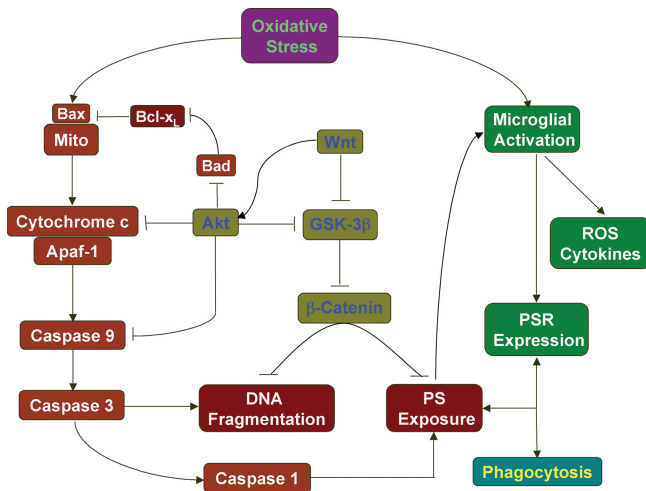 Oxidative
Stress
Bax
Bcl-xL
Mito
Microglial
Activation
Wnt
Bad
Cytochrome c
Akt
GSK-3β
Apaf-1
ROS
Cytokines
β-Catenin
Caspase 9
PSR
Expression
Caspase 3
DNA
Fragmentation
PS
Exposure
Caspase 1
Phagocytosis